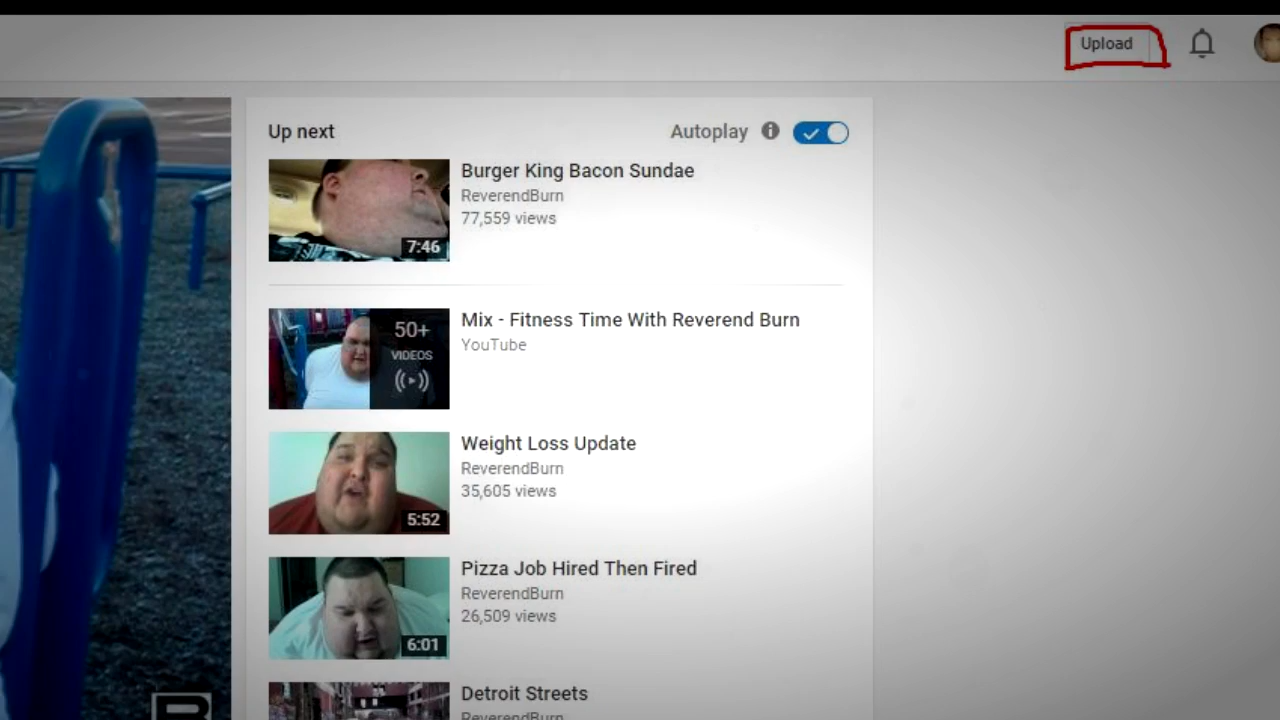 Upload
Up next
Autoplay
Burger King Bacon Sundae
ReverendBurn
77,559 views
7:46
Mix - Fitness Time With Reverend Burn
YouTube
50+
VIDEOS
Weight Loss Update
ReverendBurn
35,605 views
5:52
Pizza Job Hired Then Fired
ReverendBurn
26,509 views
6:01
Detroit Streets
ReverendBurn